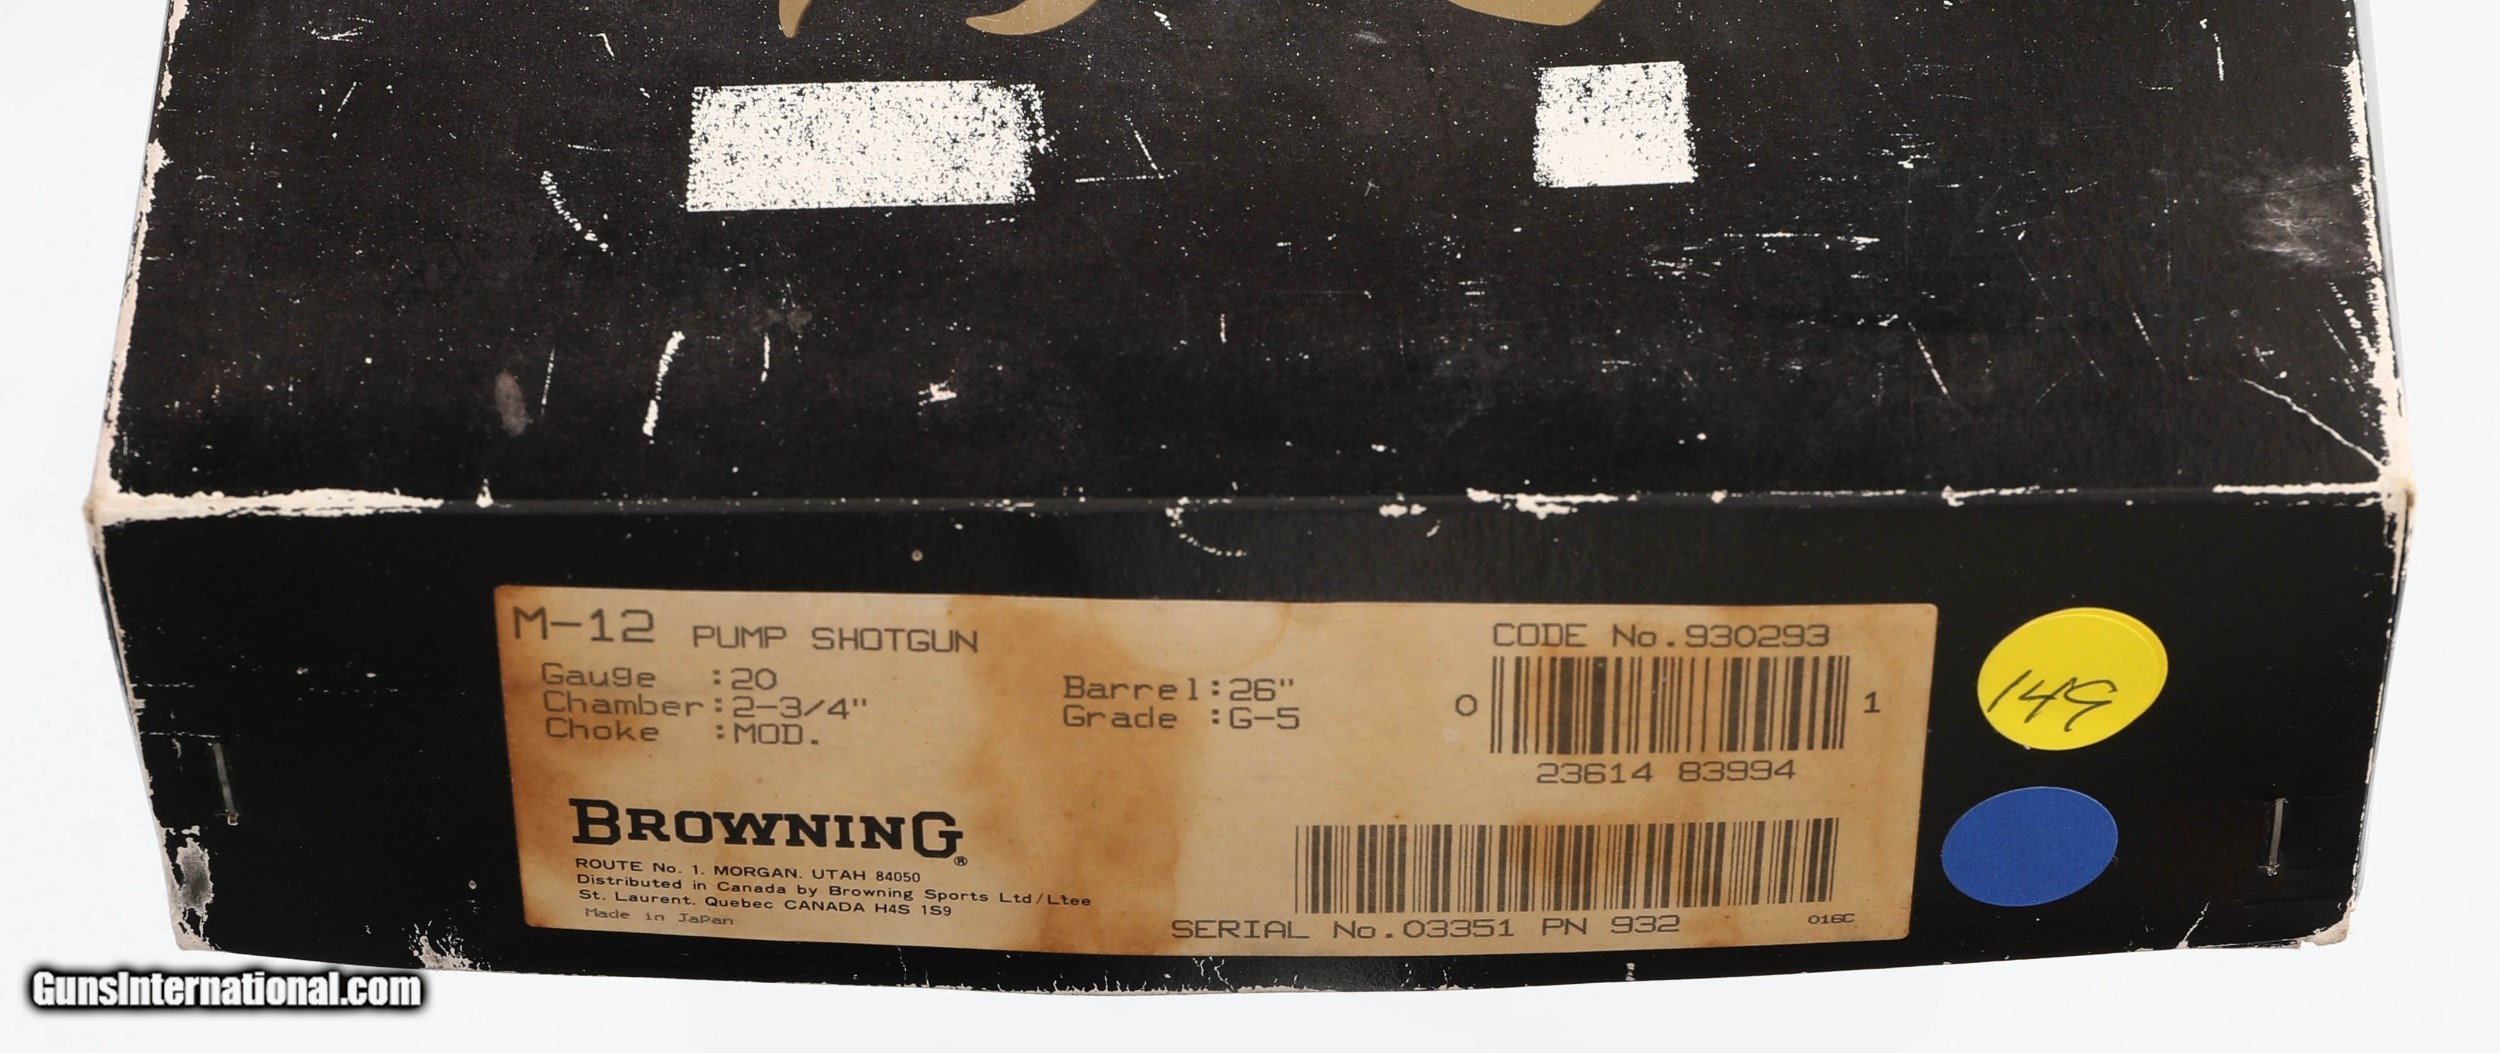 M-12 PUMP SHOTGUN
Gauge :20
Chamber:2-3/4"
Choke :MOD.
Barrel:26"
Grade :G-5
CODE No.930293
0 1
23614 83994
BROWNING®
ROUTE No. 1. MORGAN. UTAH 84050
Distributed in Canada by Browning Sports Ltd/Ltee
St. Laurent. Quebec CANADA H4S 1S9
Made in Japan
SERIAL No.03351 PN 932
016C
149
GunsInternational.com